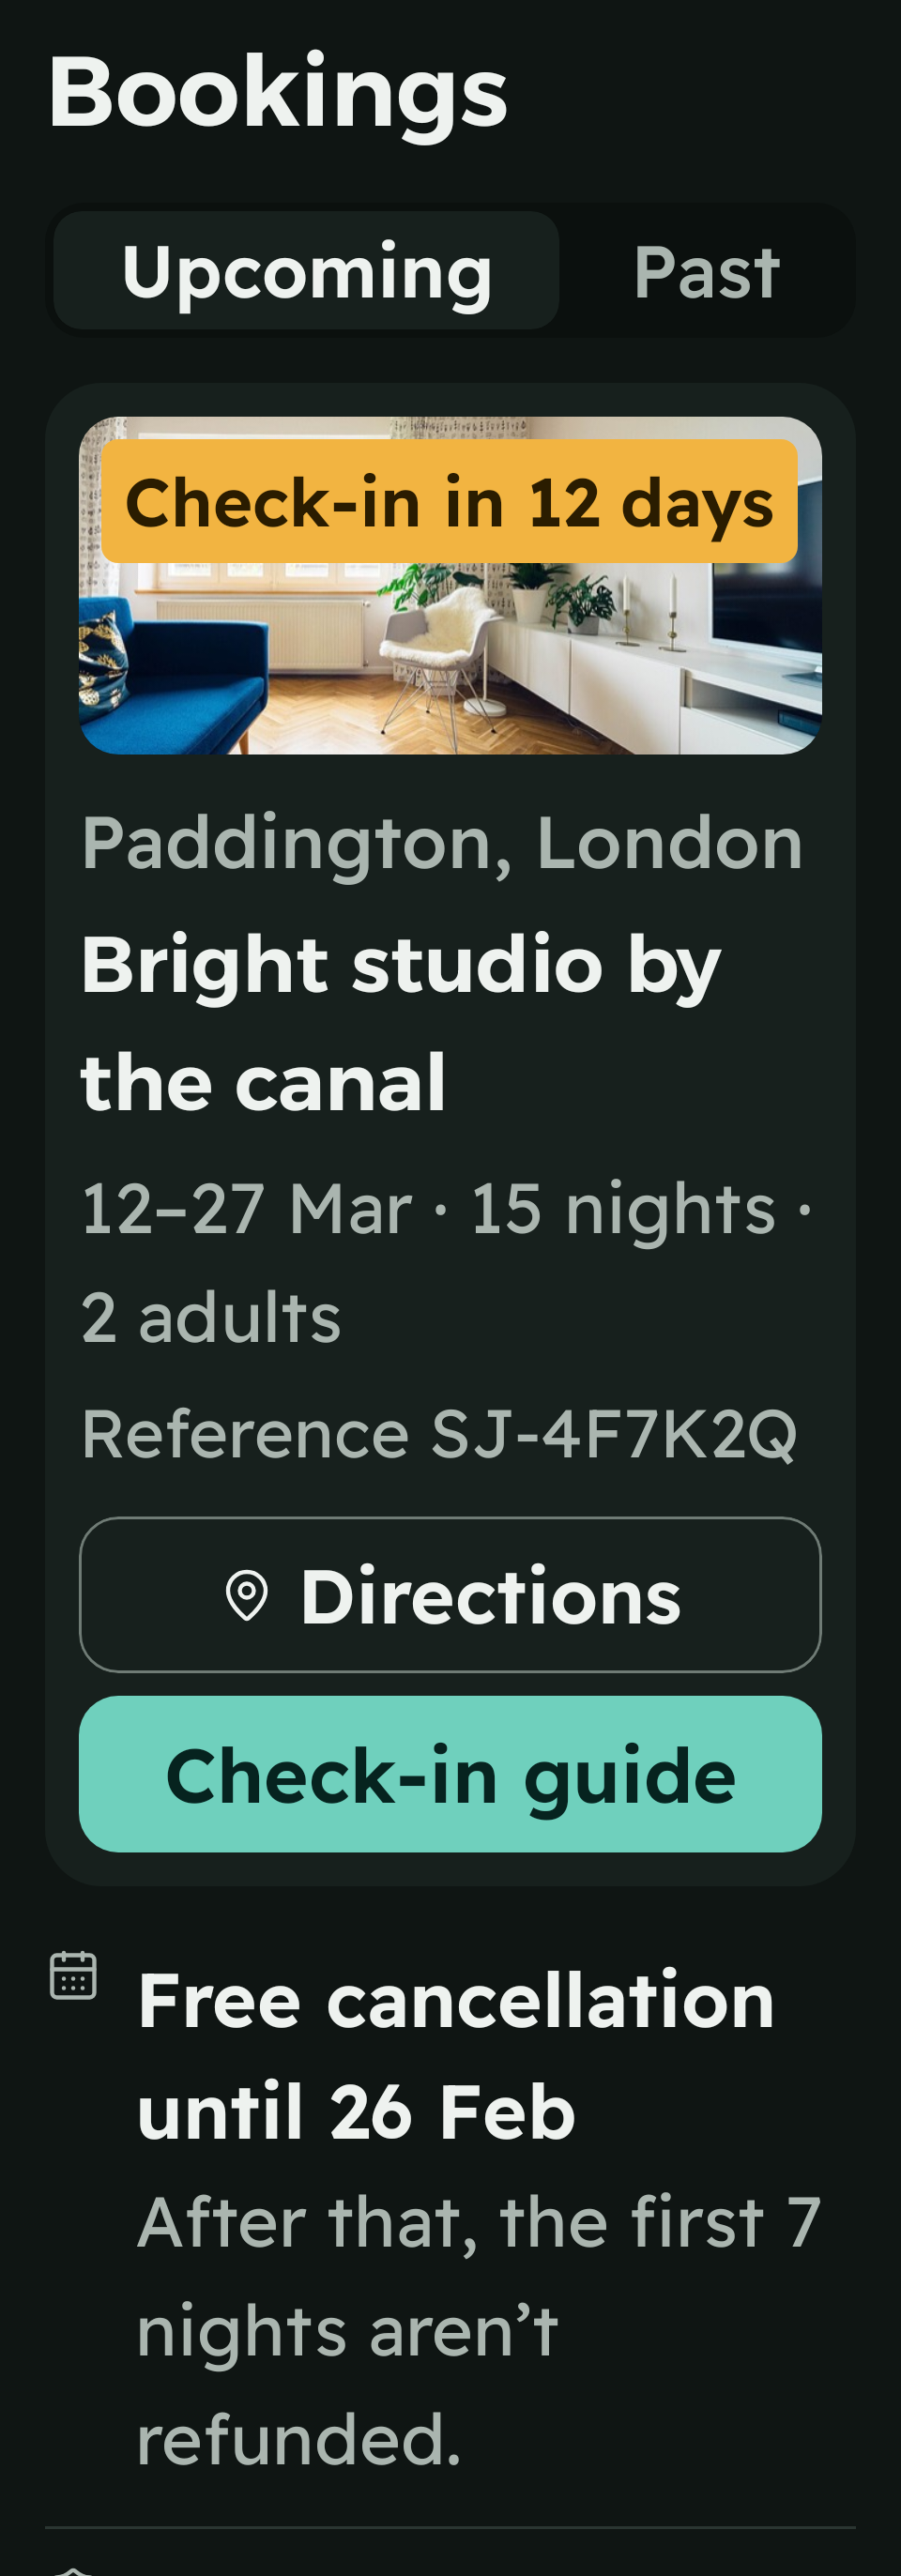 Bookings
Upcoming
Past
Check-in in 12 days
Paddington, London
Bright studio by
the canal
12–27 Mar · 15 nights ·
2 adults
Reference SJ-4F7K2Q
Directions
Check-in guide
Free cancellation
until 26 Feb
After that, the first 7
nights aren’t
refunded.